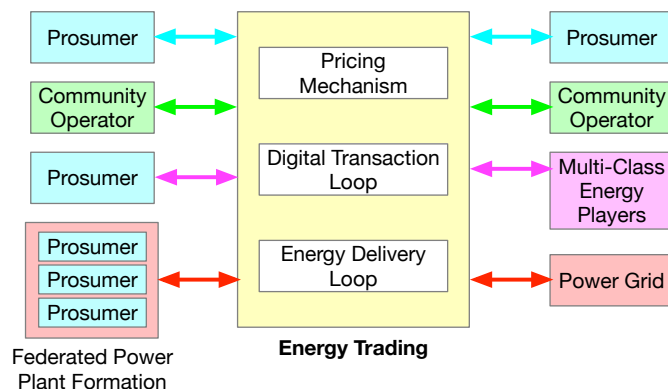 Prosumer
Community
Operator
Prosumer
Prosumer
Prosumer
Prosumer
Federated Power
Plant Formation
Pricing
Mechanism
Digital Transaction
Loop
Energy Delivery
Loop
Energy Trading
Prosumer
Community
Operator
Multi-Class
Energy
Players
Power Grid